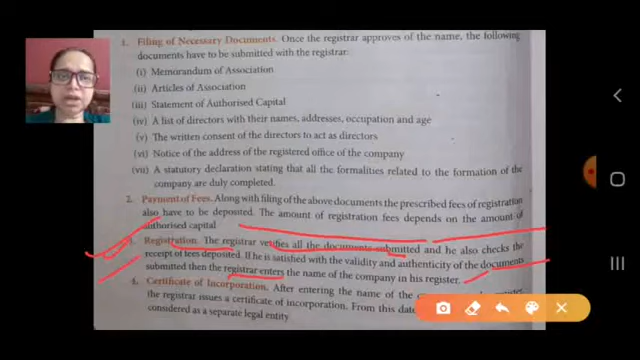 1. Filing of Necessary Documents. Once the registrar approves of the name, the following
documents have to be submitted with the registrar:
(i) Memorandum of Association
(ii) Articles of Association
(iii) Statement of Authorised Capital
(iv) A list of directors with their names, addresses, occupation and age
(v) The written consent of the directors to act as directors
(vi) Notice of the address of the registered office of the company
(vii) A statutory declaration stating that all the formalities related to the formation of the
company are duly completed.
2. Payment of Fees. Along with filing of the above documents the prescribed fees of registration
also have to be deposited. The amount of registration fees depends on the amount of
authorised capital
Registration. The registrar verifies all the documents submitted and he also checks the
receipt of fees deposited. If he is satisfied with the validity and authenticity of the documents
submitted then the registrar enters the name of the company in his register.
4. Certificate of Incorporation. After entering the name of the
the registrar issues a certificate of incorporation. From this date
considered as a separate legal entity